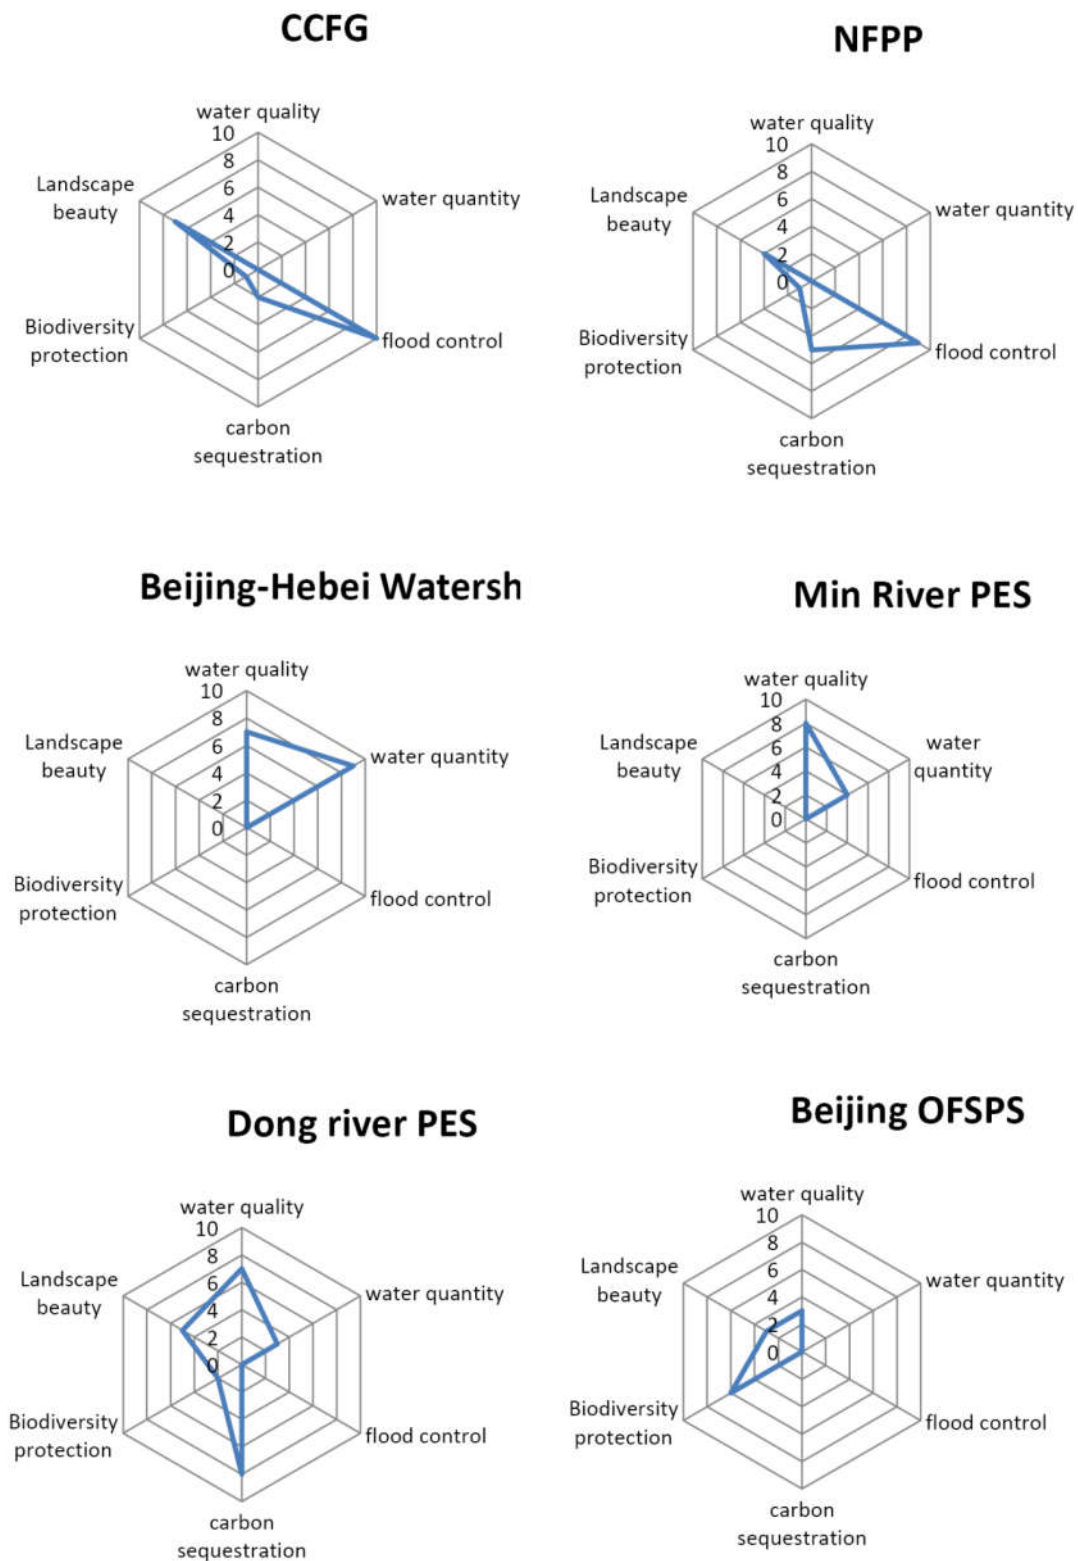 CCFG
water quality
10
8
6
4
2
0
Landscape
beauty
water quantity
Biodiversity
protection
flood control
carbon
sequestration
NFPP
water quality
10
8
6
4
2
0
Landscape
beauty
water quantity
Biodiversity
protection
flood control
carbon
sequestration
Beijing-Hebei Watersh
water quality
10
8
6
4
2
0
Landscape
beauty
water quantity
Biodiversity
protection
flood control
carbon
sequestration
Min River PES
water quality
10
8
6
4
2
0
Landscape
beauty
water
quantity
Biodiversity
protection
flood control
carbon
sequestration
Dong river PES
water quality
10
8
6
4
2
0
Landscape
beauty
water quantity
Biodiversity
protection
flood control
carbon
sequestration
Beijing OFSPS
water quality
10
8
6
4
2
0
Landscape
beauty
water quantity
Biodiversity
protection
flood control
carbon
sequestration